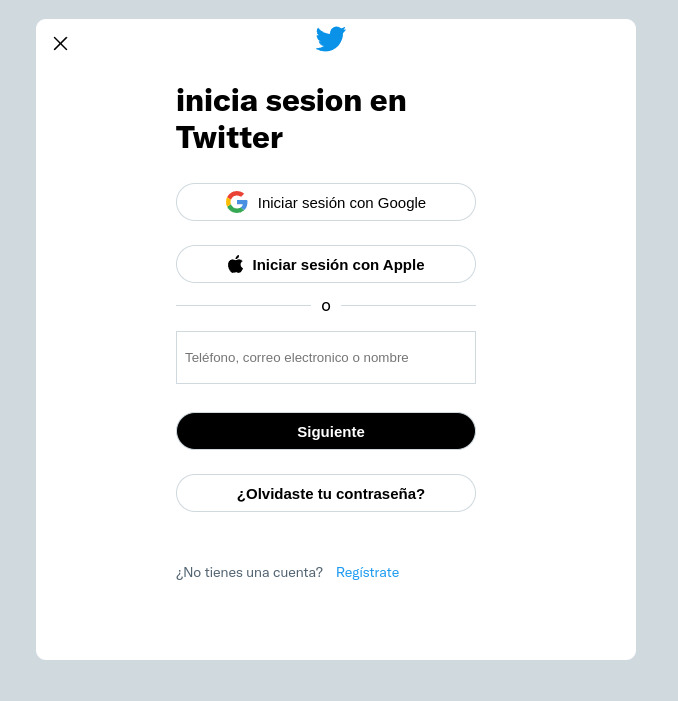 inicia sesion en
Twitter
Iniciar sesión con Google
Iniciar sesión con Apple
o
Teléfono, correo electronico o nombre
Siguiente
¿Olvidaste tu contraseña?
¿No tienes una cuenta? Regístrate